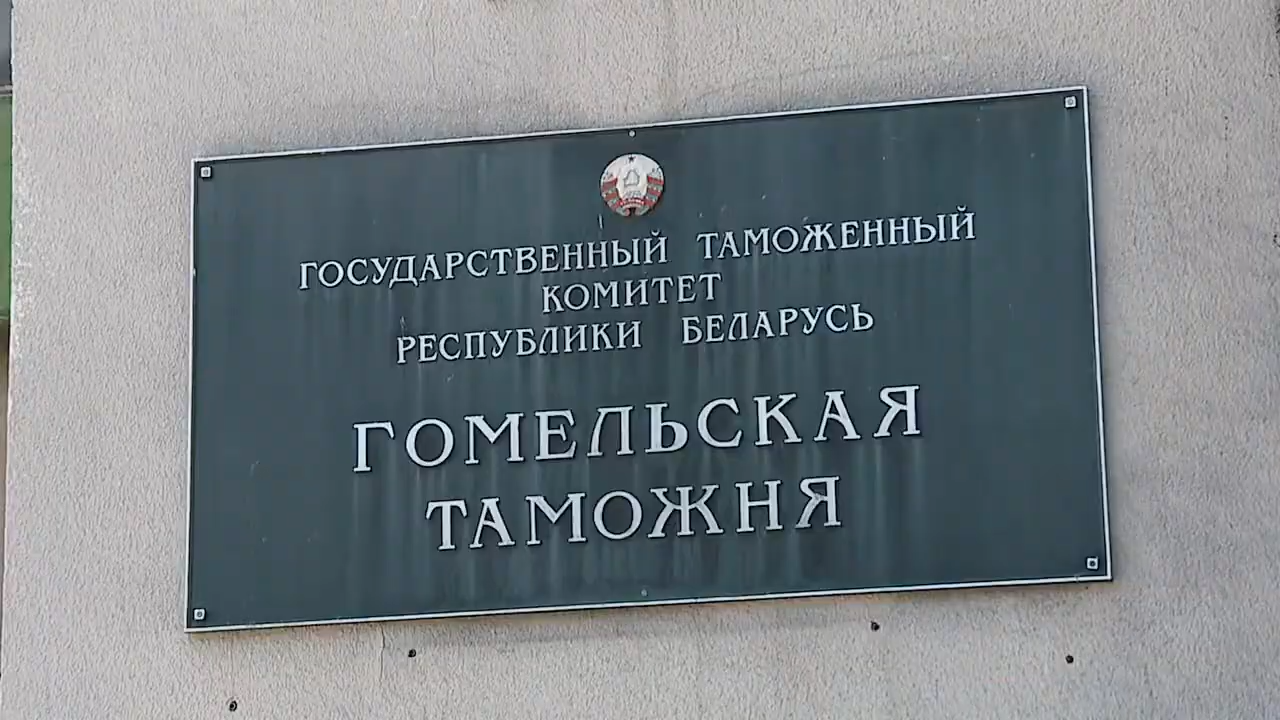 ГОСУДАРСТВЕННЫЙ ТАМОЖЕННЫЙ
КОМИТЕТ
РЕСПУБЛИКИ БЕЛАРУСЬ
ГОМЕЛЬСКАЯ
ТАМОЖНЯ